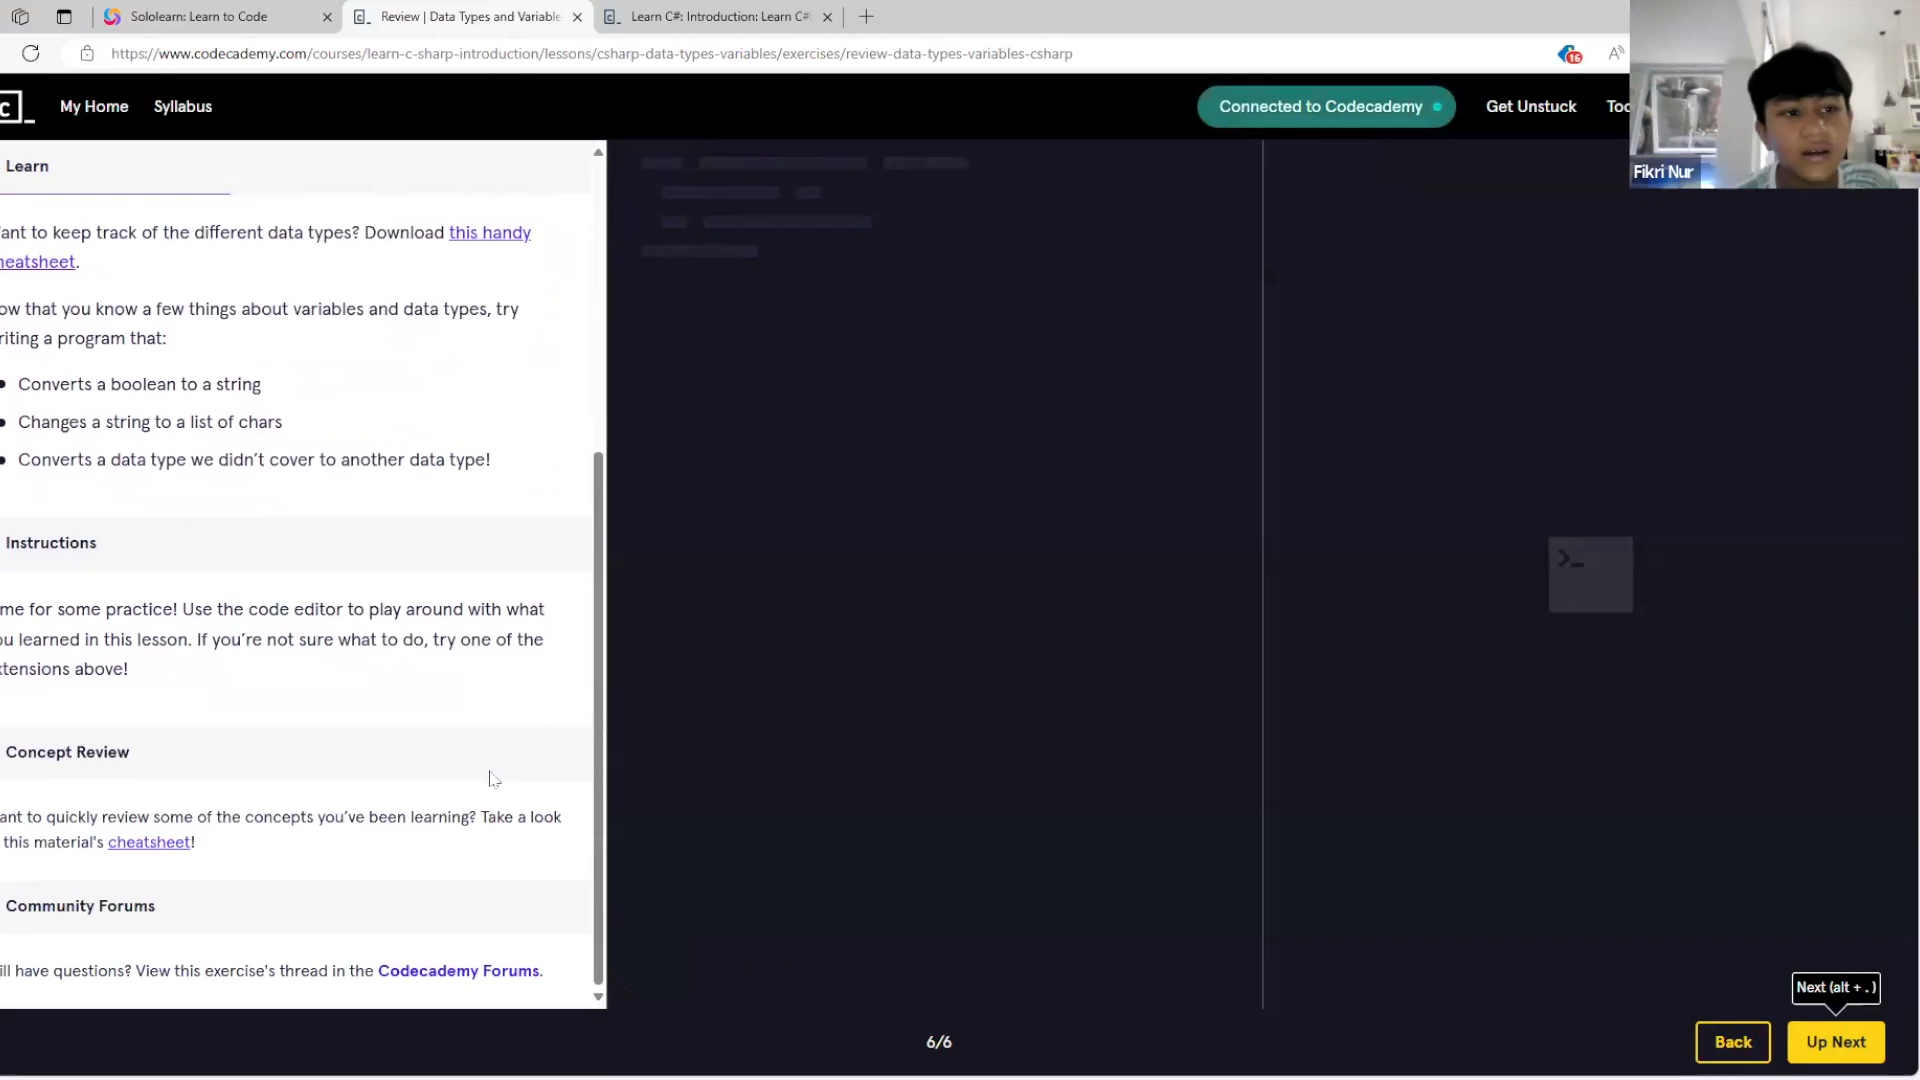 Sololearn: Learn to Code
Review | Data Types and Variable
Learn C#: Introduction: Learn C#
https://www.codecademy.com/courses/learn-c-sharp-introduction/lessons/csharp-data-types-variables/exercises/review-data-types-variables-csharp
16
A
c_
My Home
Syllabus
Connected to Codecademy
Get Unstuck
Too
Fikri Nur
Learn
ant to keep track of the different data types? Download this handy
heatsheet.
ow that you know a few things about variables and data types, try
riting a program that:
Converts a boolean to a string
Changes a string to a list of chars
Converts a data type we didn't cover to another data type!
Instructions
me for some practice! Use the code editor to play around with what
ou learned in this lesson. If you're not sure what to do, try one of the
xtensions above!
Concept Review
ant to quickly review some of the concepts you've been learning? Take a look
this material's cheatsheet!
Community Forums
ill have questions? View this exercise's thread in the Codecademy Forums.
>_
Next (alt + .)
6/6
Back
Up Next